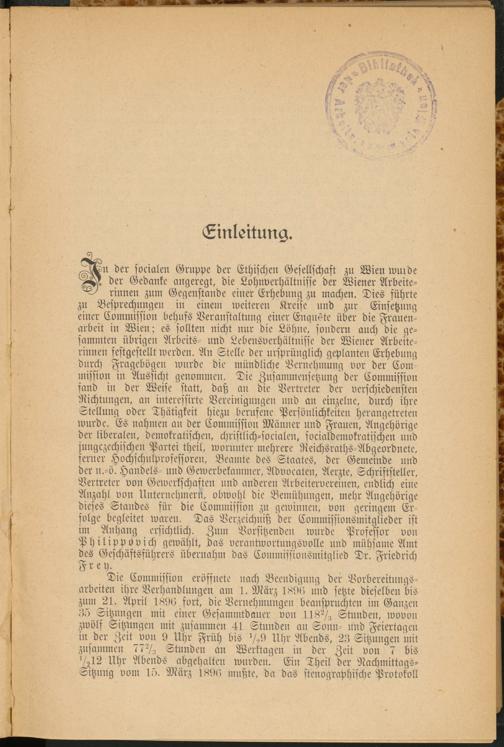 Bibliothek
Einleitung.
In der socialen Gruppe der Ethischen Gesellschaft zu Wien wurde
der Gedanke angeregt, die Lohnverhältnisse der Wiener Arbeite-
rinnen zum Gegenstande einer Erhebung zu machen. Dies führte
zu Besprechungen in einem weiteren Kreise und zur Einsetzung
einer Commission behufs Veranstaltung einer Enquête über die Frauen-
arbeit in Wien; es sollten nicht nur die Löhne, sondern auch die ge-
sammten übrigen Arbeits- und Lebensverhältnisse der Wiener Arbeite-
rinnen festgestellt werden. An Stelle der ursprünglich geplanten Erhebung
durch Fragebögen wurde die mündliche Vernehmung vor der Com-
mission in Aussicht genommen. Die Zusammensetzung der Commission
fand in der Weise statt, daß an die Vertreter der verschiedensten
Richtungen, an interessirte Vereinigungen und an einzelne, durch ihre
Stellung oder Thätigkeit hiezu berufene Persönlichkeiten herangetreten
wurde. Es nahmen an der Commission Männer und Frauen, Angehörige
der liberalen, demokratischen, christlich-socialen, socialdemokratischen und
jungczechischen Partei theil, worunter mehrere Reichsraths-Abgeordnete,
ferner Hochschulprofessoren, Beamte des Staates, der Gemeinde und
der n.-ö. Handels- und Gewerbekammer, Advocaten, Aerzte, Schriftsteller,
Vertreter von Gewerkschaften und anderen Arbeitervereinen, endlich eine
Anzahl von Unternehmern, obwohl die Bemühungen, mehr Angehörige
dieses Standes für die Commission zu gewinnen, von geringem Er-
folge begleitet waren. Das Verzeichniß der Commissionsmitglieder ist
im Anhang ersichtlich. Zum Vorsitzenden wurde Professor von
Philippovich gewählt, das verantwortungsvolle und mühsame Amt
des Geschäftsführers übernahm das Commissionsmitglied Dr. Friedrich
Frey.
Die Commission eröffnete nach Beendigung der Vorbereitungs-
arbeiten ihre Verhandlungen am 1. März 1896 und setzte dieselben bis
zum 21. April 1896 fort, die Vernehmungen beanspruchten im Ganzen
35 Sitzungen mit einer Gesammtdauer von 118²/₃ Stunden, wovon
zwölf Sitzungen mit zusammen 41 Stunden an Sonn- und Feiertagen
in der Zeit von 9 Uhr Früh bis ¹/₂9 Uhr Abends, 23 Sitzungen mit
zusammen 77²/₃ Stunden an Werktagen in der Zeit von 7 bis
¹/₂12 Uhr Abends abgehalten wurden. Ein Theil der Nachmittags-
Sitzung vom 15. März 1896 mußte, da das stenographische Protokoll